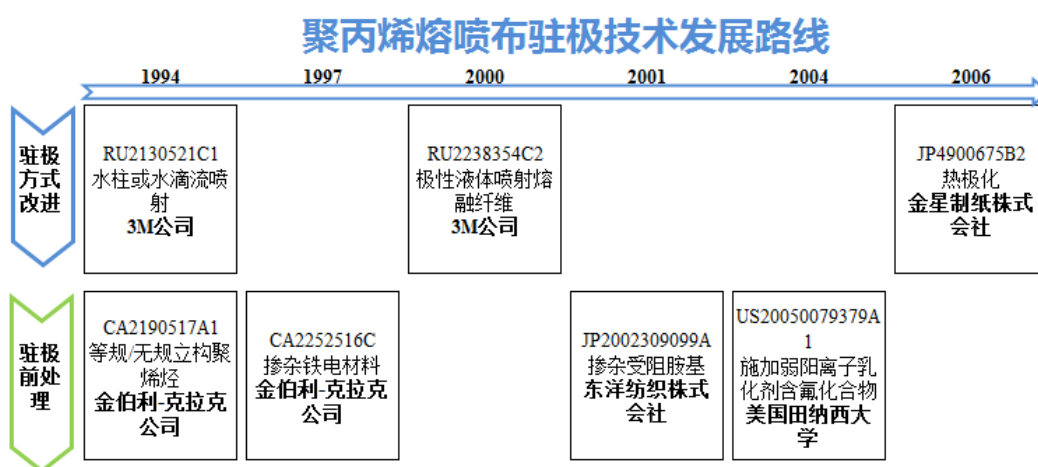 聚丙烯熔喷布驻极技术发展路线
1994 1997 2000 2001 2004 2006
驻极
方式
改进
RU2130521C1
水柱或水滴流喷
射
3M公司
RU2238354C2
极性液体喷射熔
融纤维
3M公司
JP4900675B2
热极化
金星制纸株式
会社
驻极
前处
理
CA2190517A1
等规/无规立构聚
烯烃
金伯利-克拉克
公司
CA2252516C
掺杂铁电材料
金伯利-克拉克
公司
JP2002309099A
掺杂受阻胺基
东洋纺织株式
会社
US20050079379A
1
施加弱阳离子乳
化剂含氟化合物
美国田纳西大
学